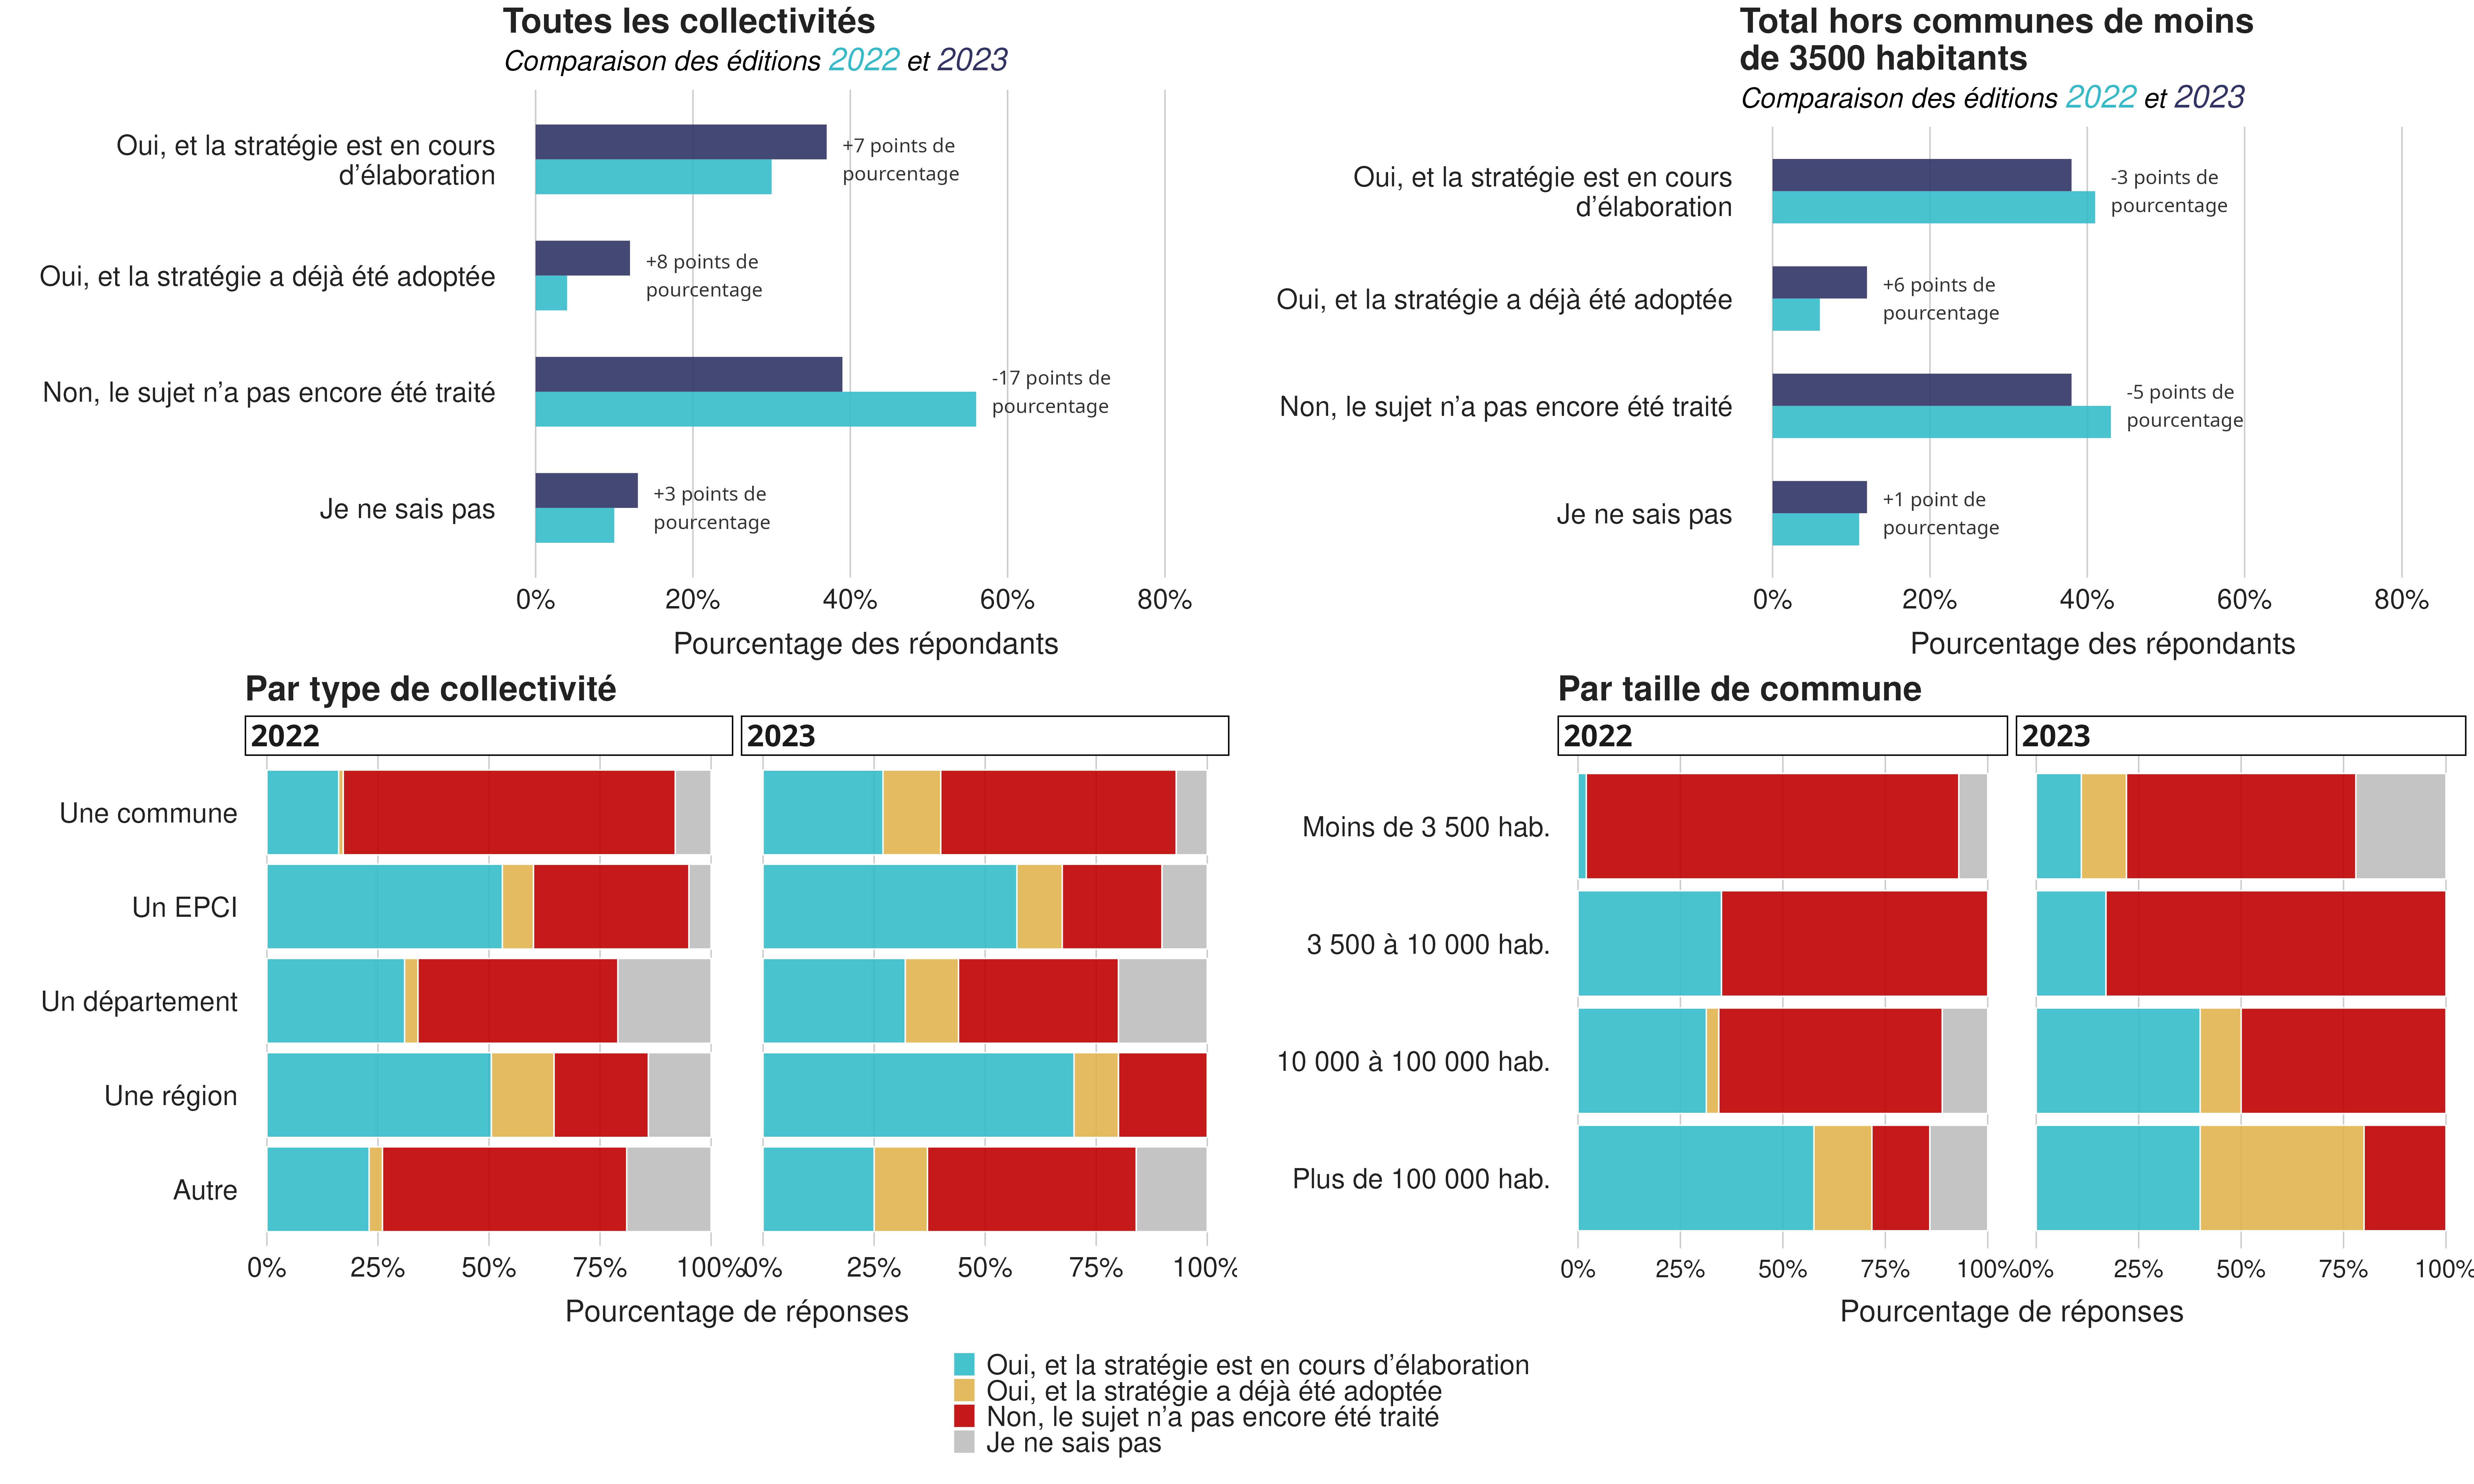 Toutes les collectivités
Comparaison des éditions 2022 et 2023
Oui, et la stratégie est en cours
d’élaboration
+7 points de
pourcentage
Oui, et la stratégie a déjà été adoptée
+8 points de
pourcentage
Non, le sujet n’a pas encore été traité
-17 points de
pourcentage
Je ne sais pas
+3 points de
pourcentage
0% 20% 40% 60% 80%
Pourcentage des répondants
Total hors communes de moins
de 3500 habitants
Comparaison des éditions 2022 et 2023
Oui, et la stratégie est en cours
d’élaboration
-3 points de
pourcentage
Oui, et la stratégie a déjà été adoptée
+6 points de
pourcentage
Non, le sujet n’a pas encore été traité
-5 points de
pourcentage
Je ne sais pas
+1 point de
pourcentage
0% 20% 40% 60% 80%
Pourcentage des répondants
Par type de collectivité
2022 2023
Une commune
Un EPCI
Un département
Une région
Autre
0% 25% 50% 75% 100% 0% 25% 50% 75% 100%
Pourcentage de réponses
Par taille de commune
2022 2023
Moins de 3 500 hab.
3 500 à 10 000 hab.
10 000 à 100 000 hab.
Plus de 100 000 hab.
0% 25% 50% 75% 100% 0% 25% 50% 75% 100%
Pourcentage de réponses
Oui, et la stratégie est en cours d’élaboration
Oui, et la stratégie a déjà été adoptée
Non, le sujet n’a pas encore été traité
Je ne sais pas